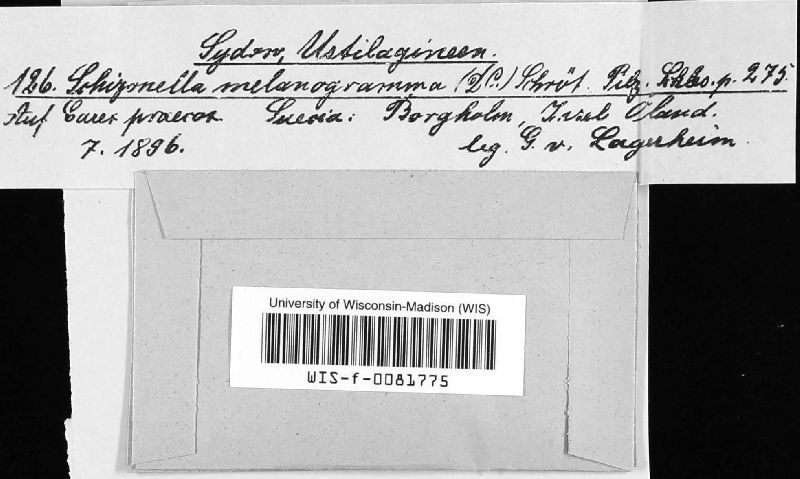 Sydow, Ustilagineen.
126. Schizonella melanogramma (DC.) Schröt. Pilz. Schles. p. 275.
Auf Carex praecox Suecia: Borgholm, Insel Öland.
7. 1896. leg. G. v. Lagerheim.
University of Wisconsin-Madison (WIS)
WIS-f-0081775